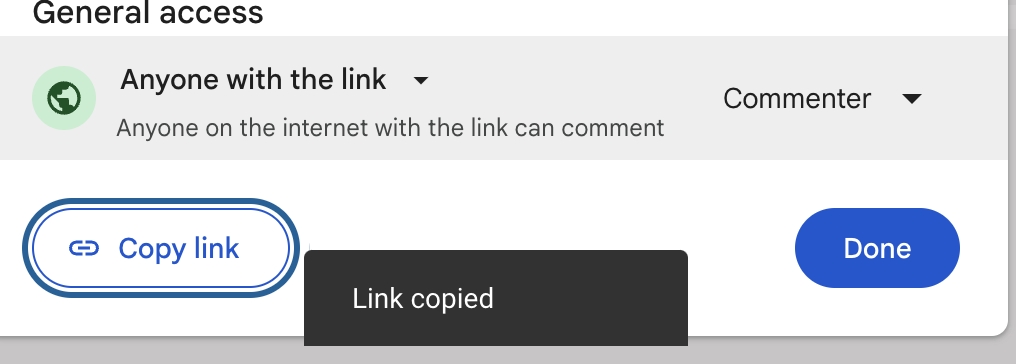 General access
Anyone with the link
Commenter
Anyone on the internet with the link can comment
Copy link
Done
Link copied